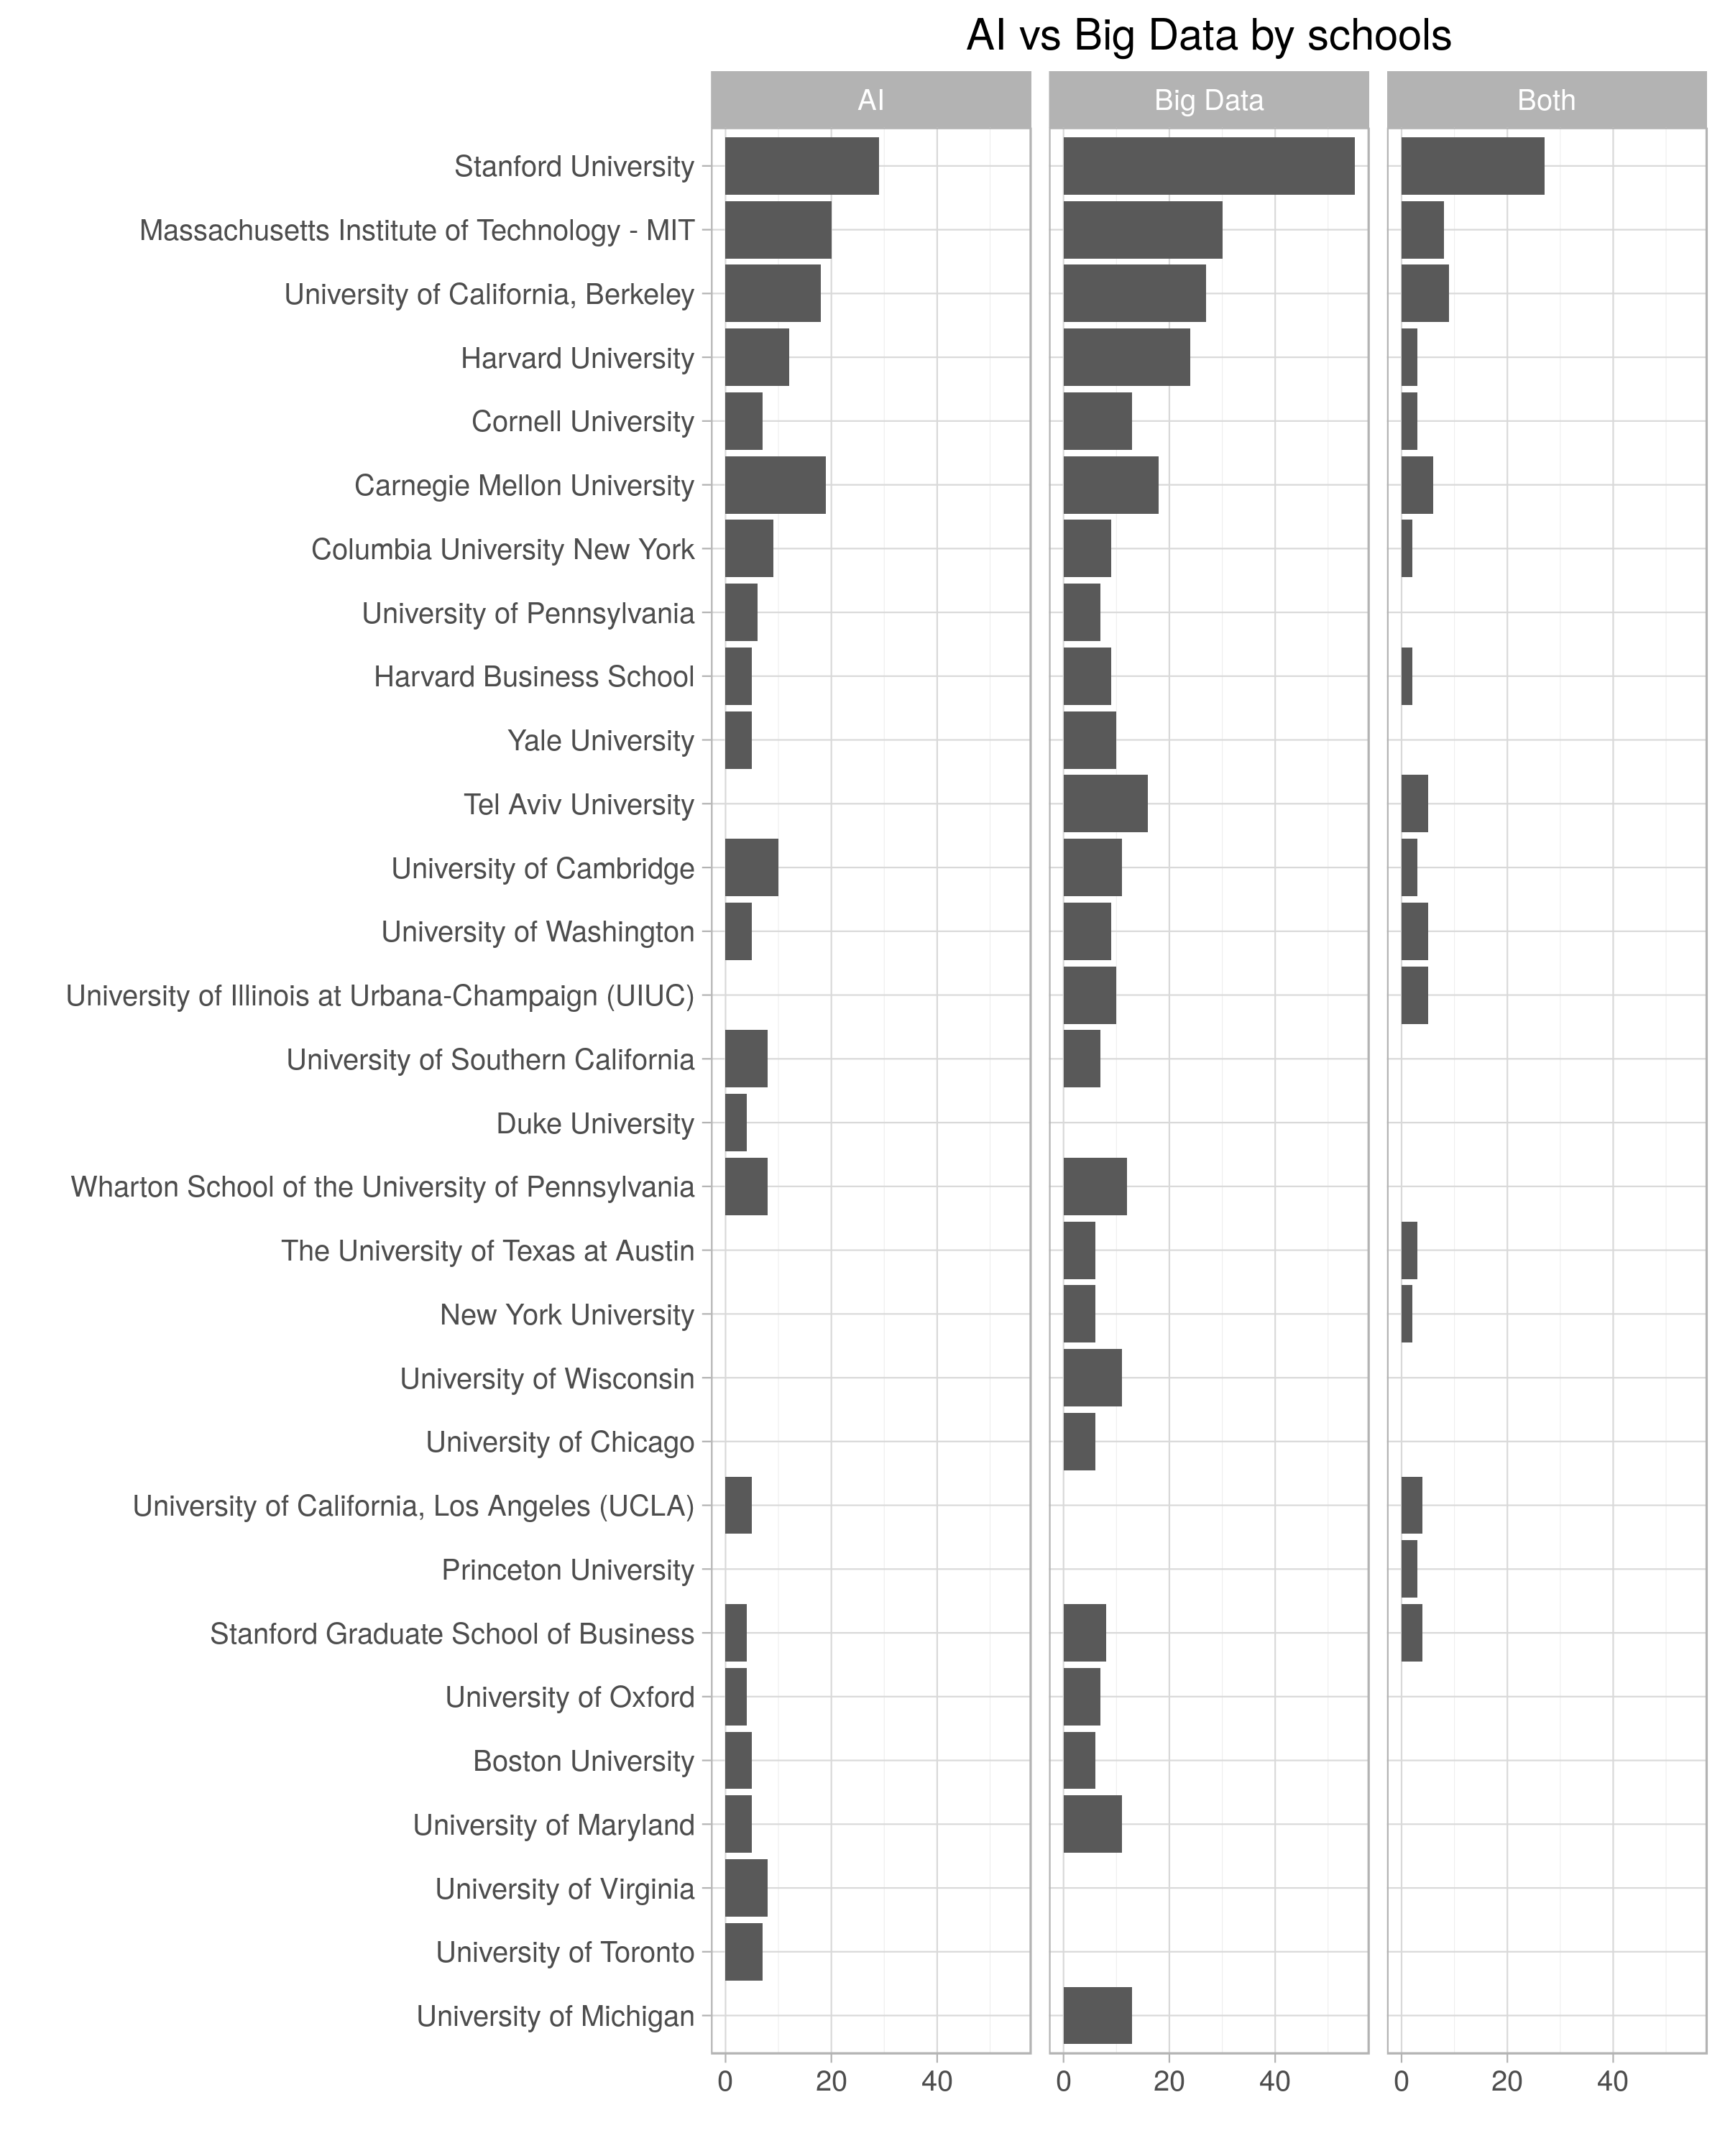 AI vs Big Data by schools
AI
Big Data
Both
Stanford University
Massachusetts Institute of Technology - MIT
University of California, Berkeley
Harvard University
Cornell University
Carnegie Mellon University
Columbia University New York
University of Pennsylvania
Harvard Business School
Yale University
Tel Aviv University
University of Cambridge
University of Washington
University of Illinois at Urbana-Champaign (UIUC)
University of Southern California
Duke University
Wharton School of the University of Pennsylvania
The University of Texas at Austin
New York University
University of Wisconsin
University of Chicago
University of California, Los Angeles (UCLA)
Princeton University
Stanford Graduate School of Business
University of Oxford
Boston University
University of Maryland
University of Virginia
University of Toronto
University of Michigan
0 20 40 0 20 40 0 20 40